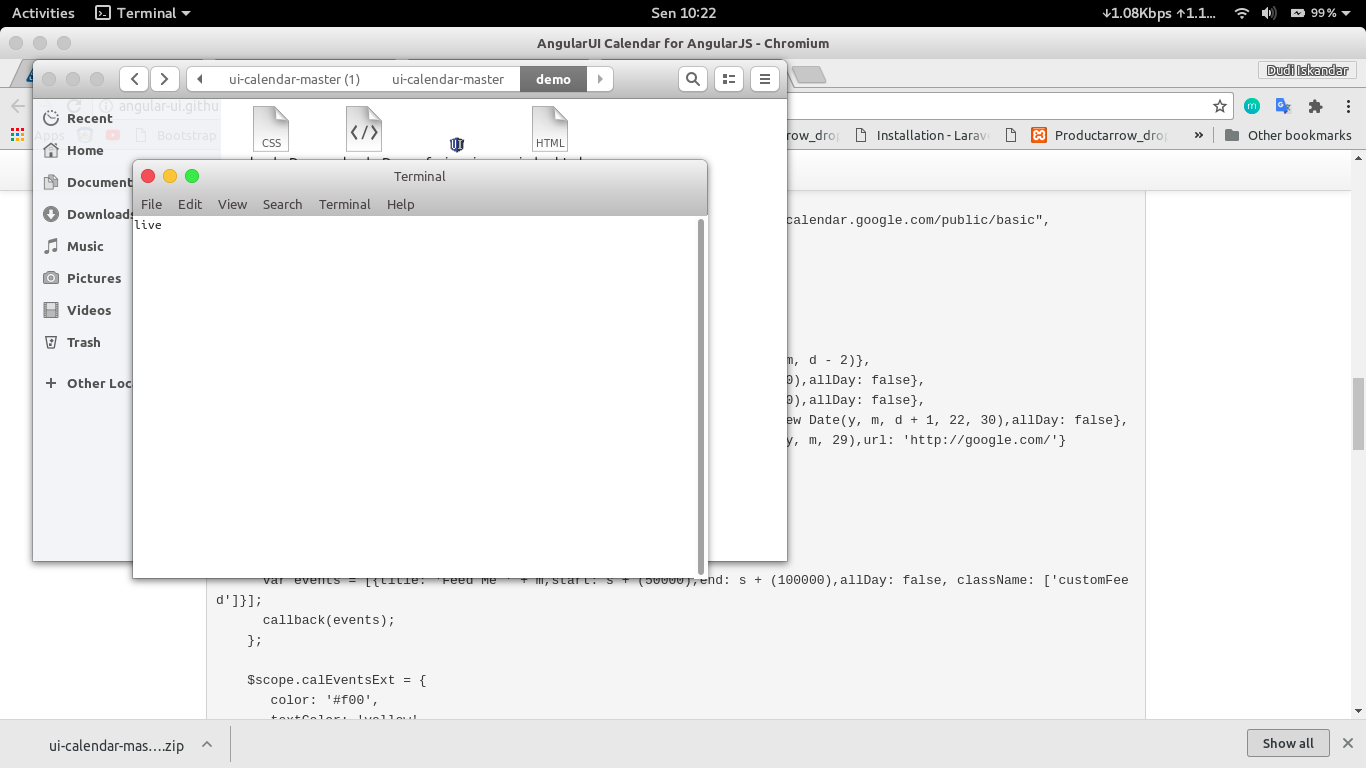 Activities Terminal Sen 10:22 ↓1.08Kbps ↑1.1... 99%
AngularUI Calendar for AngularJS - Chromium
Dudi Iskandar
ui-calendar-master (1) ui-calendar-master demo
angular-ui.githu
Apps Bootstrap Installation - Larave Productarrow_drop » Other bookmarks
Recent
Home
Document
Downloads
Music
Pictures
Videos
Trash
Other Loc
CSS
</>
UI
HTML
Terminal
File Edit View Search Terminal Help
live
calendar.google.com/public/basic",
m, d - 2)},
0),allDay: false},
0),allDay: false},
ew Date(y, m, d + 1, 22, 30),allDay: false},
y, m, 29),url: 'http://google.com/'}
var events = [{title: 'Feed Me ' + m,start: s + (50000),end: s + (100000),allDay: false, className: ['customFee
d']}];
callback(events);
};
$scope.calEventsExt = {
color: '#f00',
textColor: 'yellow'
ui-calendar-mas….zip
Show all